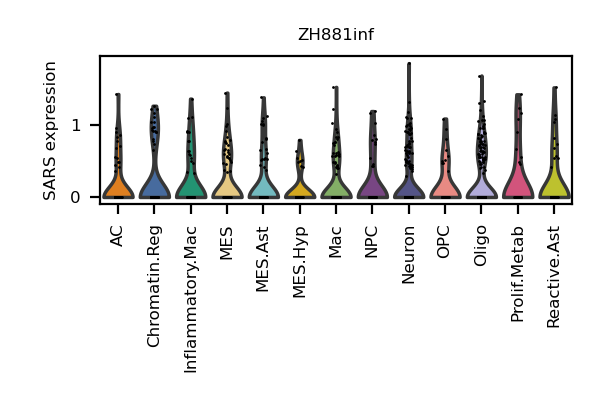 ZH881inf
SARS expression
1
0
AC
Chromatin.Reg
Inflammatory.Mac
MES
MES.Ast
MES.Hyp
Mac
NPC
Neuron
OPC
Oligo
Prolif.Metab
Reactive.Ast